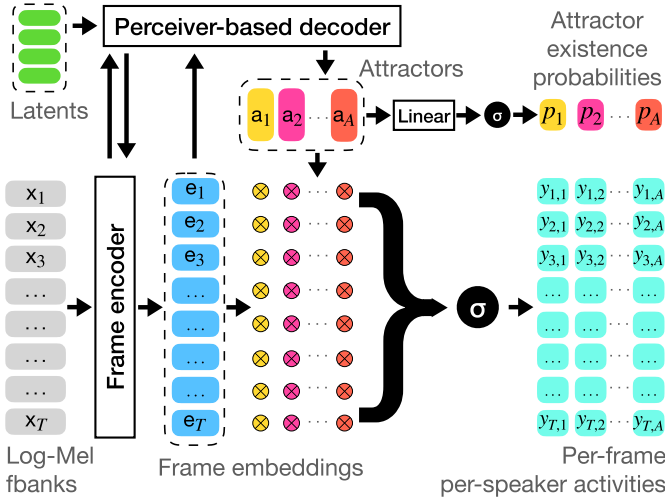 Perceiver-based decoder
Latents
Attractors
Attractor
existence
probabilities
a1 a2 ... aA
Linear
σ
p1 p2 ... pA
x1
x2
x3
...
...
...
...
xT
Frame encoder
e1
e2
e3
...
...
...
...
eT
⊗ ⊗ ... ⊗
⊗ ⊗ ... ⊗
⊗ ⊗ ... ⊗
⊗ ⊗ ... ⊗
⊗ ⊗ ... ⊗
⊗ ⊗ ... ⊗
⊗ ⊗ ... ⊗
⊗ ⊗ ... ⊗
σ
y1,1 y1,2 ... y1,A
y2,1 y2,2 ... y2,A
y3,1 y3,2 ... y3,A
... ... ... ...
... ... ... ...
... ... ... ...
... ... ... ...
yT,1 yT,2 ... yT,A
Log-Mel
fbanks
Frame embeddings
Per-frame
per-speaker activities